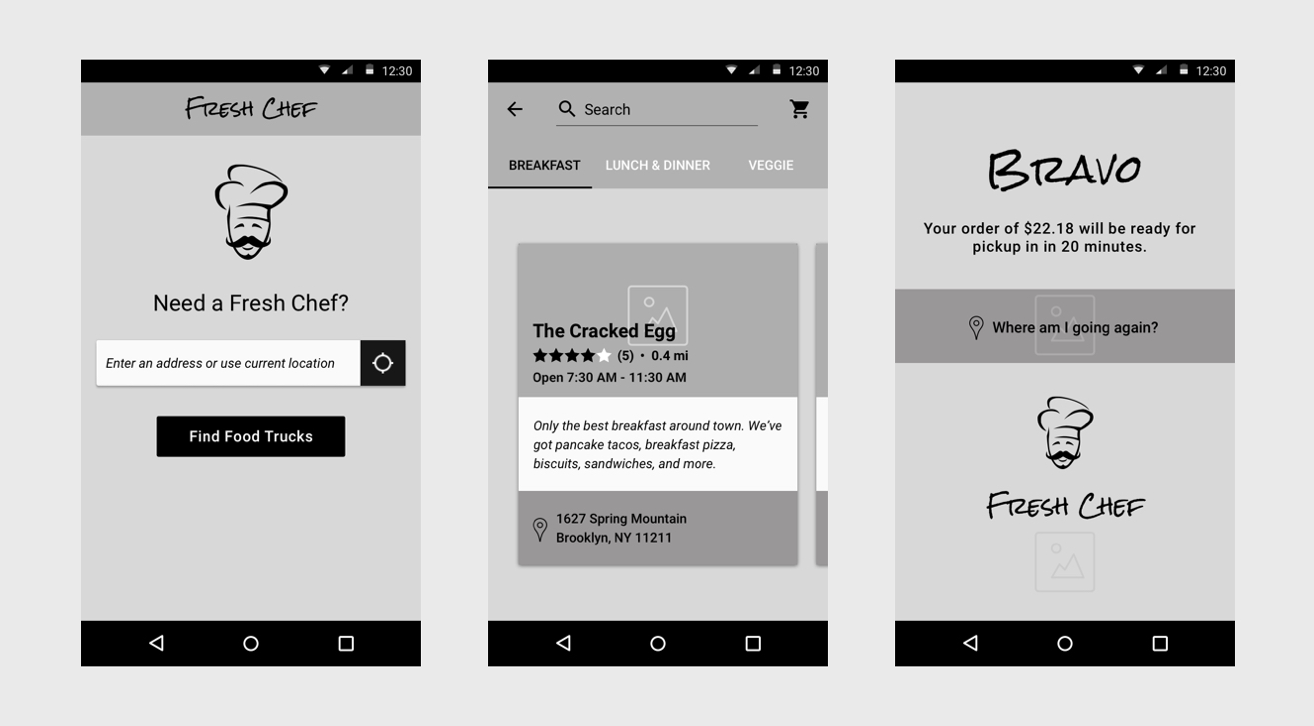 12:30
FRESH CHEF
Need a Fresh Chef?
Enter an address or use current location
Find Food Trucks
12:30
Search
BREAKFAST LUNCH & DINNER VEGGIE
The Cracked Egg
(5) • 0.4 mi
Open 7:30 AM - 11:30 AM
Only the best breakfast around town. We've
got pancake tacos, breakfast pizza,
biscuits, sandwiches, and more.
1627 Spring Mountain
Brooklyn, NY 11211
12:30
BRAVO
Your order of $22.18 will be ready for
pickup in in 20 minutes.
Where am I going again?
FRESH CHEF